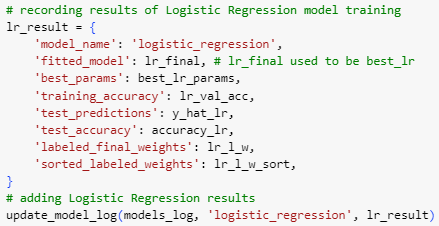 # recording results of Logistic Regression model training
lr_result = {
    'model_name': 'logistic_regression',
    'fitted_model': lr_final, # lr_final used to be best_lr
    'best_params': best_lr_params,
    'training_accuracy': lr_val_acc,
    'test_predictions': y_hat_lr,
    'test_accuracy': accuracy_lr,
    'labeled_final_weights': lr_l_w,
    'sorted_labeled_weights': lr_l_w_sort,
}
# adding Logistic Regression results
update_model_log(models_log, 'logistic_regression', lr_result)